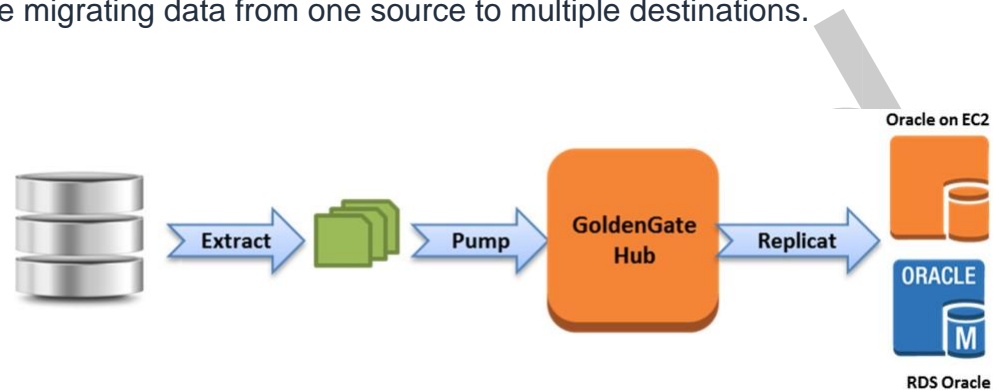 e migrating data from one source to multiple destinations.
Oracle on EC2
Extract
Pump
GoldenGate
Hub
Replicat
ORACLE
M
RDS Oracle